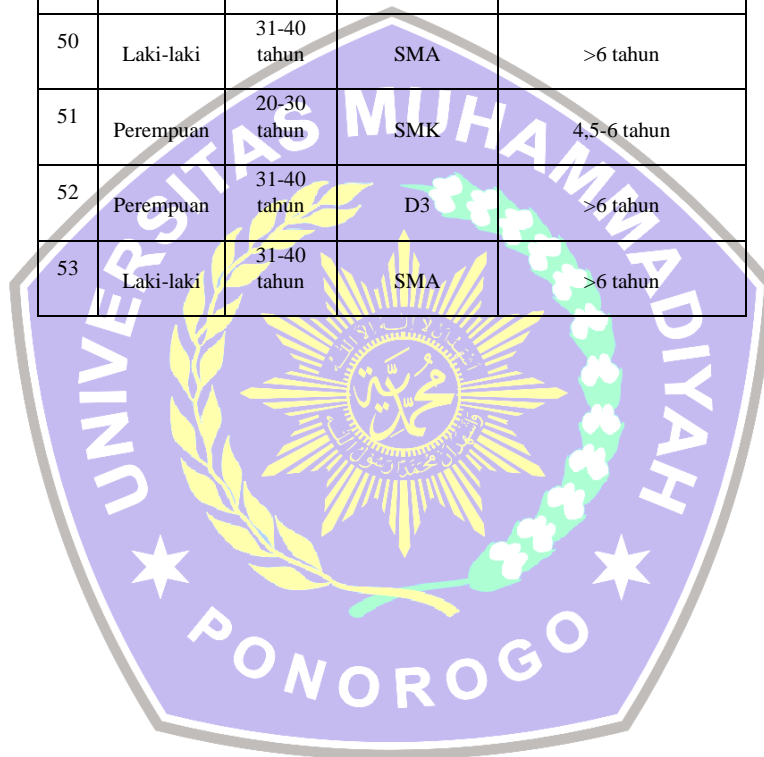 50 Laki-laki 31-40 tahun SMA >6 tahun
51 Perempuan 20-30 tahun SMK 4,5-6 tahun
52 Perempuan 31-40 tahun D3 >6 tahun
53 Laki-laki 31-40 tahun SMA >6 tahun
UNIVERSITAS MUHAMMADIYAH
PONOROGO
محمدية